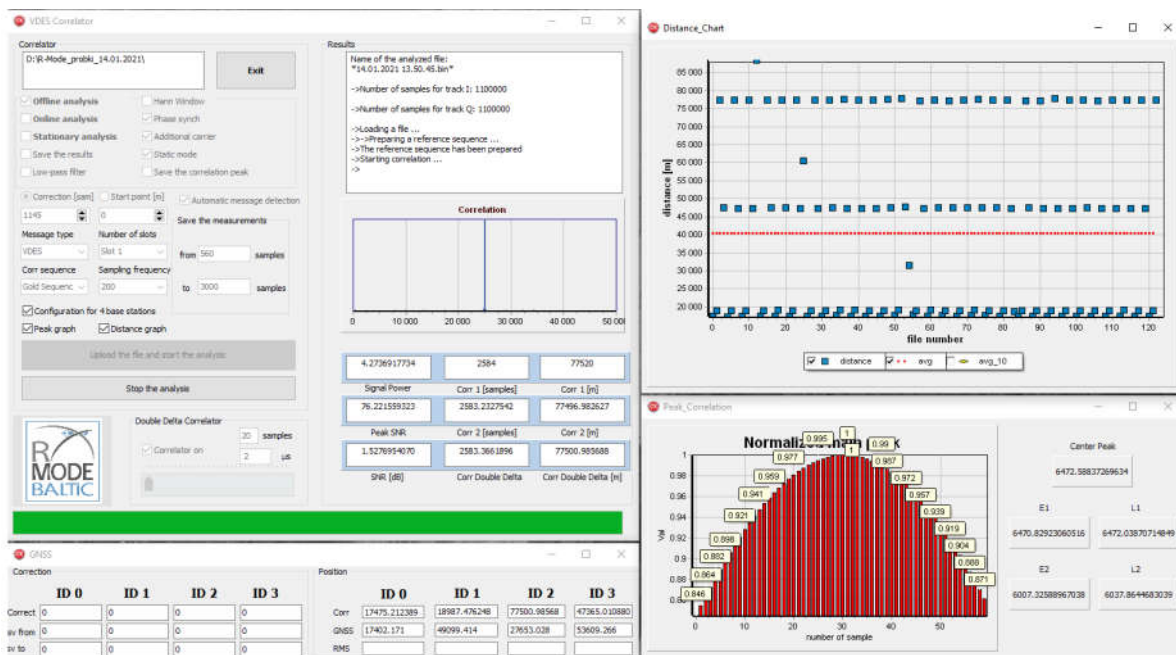 VDES Correlator
Correlator
D:\R-Mode_probki_14.01.2021\
Exit
Offline analysis
Hann Window
Online analysis
Phase synch
Stationary analysis
Additional carrier
Save the results
Static mode
Low-pass filter
Save the correlation peak
Correction [sam]
Start point [m]
Automatic message detection
1145
0
Save the measurements
Message type
Number of slots
VDES
Slot 1
from 560 samples
Corr sequence
Sampling frequency
Gold Sequenc
200
to 3000 samples
Configuration for 4 base stations
Peak graph
Distance graph
Upload the file and start the analysis
Stop the analysis
R MODE BALTIC
Double Delta Correlator
Correlator on
20 samples
2 µs
Results
Name of the analyzed file:
"14.01.2021 13.50.45.bin"
->Number of samples for track I: 1100000
->Number of samples for track Q: 1100000
->Loading a file ...
->->Preparing a reference sequence ...
->The reference sequence has been prepared
->Starting correlation ...
->
Correlation
0 10 000 20 000 30 000 40 000 50 000
4.2736917734 2584 77520
Signal Power Corr 1 [samples] Corr 1 [m]
76.221559323 2583.2327542 77496.982627
Peak SNR Corr 2 [samples] Corr 2 [m]
1.5276954070 2583.3661896 77500.985688
SNR [dB] Corr Double Delta Corr Double Delta [m]
GNSS
Correction
ID 0 ID 1 ID 2 ID 3
Correct 0 0 0 0
sv from 0 0 0 0
sv to 0 0 0 0
Position
ID 0 ID 1 ID 2 ID 3
Corr 17475.212389 18987.476248 77500.98568 47365.010880
GNSS 17402.171 49099.414 27653.028 53609.266
RMS
Distance_Chart
85 000
80 000
75 000
70 000
65 000
60 000
55 000
50 000
45 000
40 000
35 000
30 000
25 000
20 000
distance [m]
0 10 20 30 40 50 60 70 80 90 100 110 120
file number
distance avg avg_10
Peak_Correlation
Normalized main peak
1
0.98
0.96
0.94
0.92
0.9
0.88
Val
0.846
0.864
0.882
0.898
0.921
0.941
0.959
0.977
0.995
1
1
0.99
0.987
0.972
0.957
0.939
0.919
0.904
0.888
0.871
0 10 20 30 40 50
number of sample
Center Peak
6472.58837269634
E1 L1
6470.82923060516 6472.03870714849
E2 L2
6007.32588967038 6037.8644683039